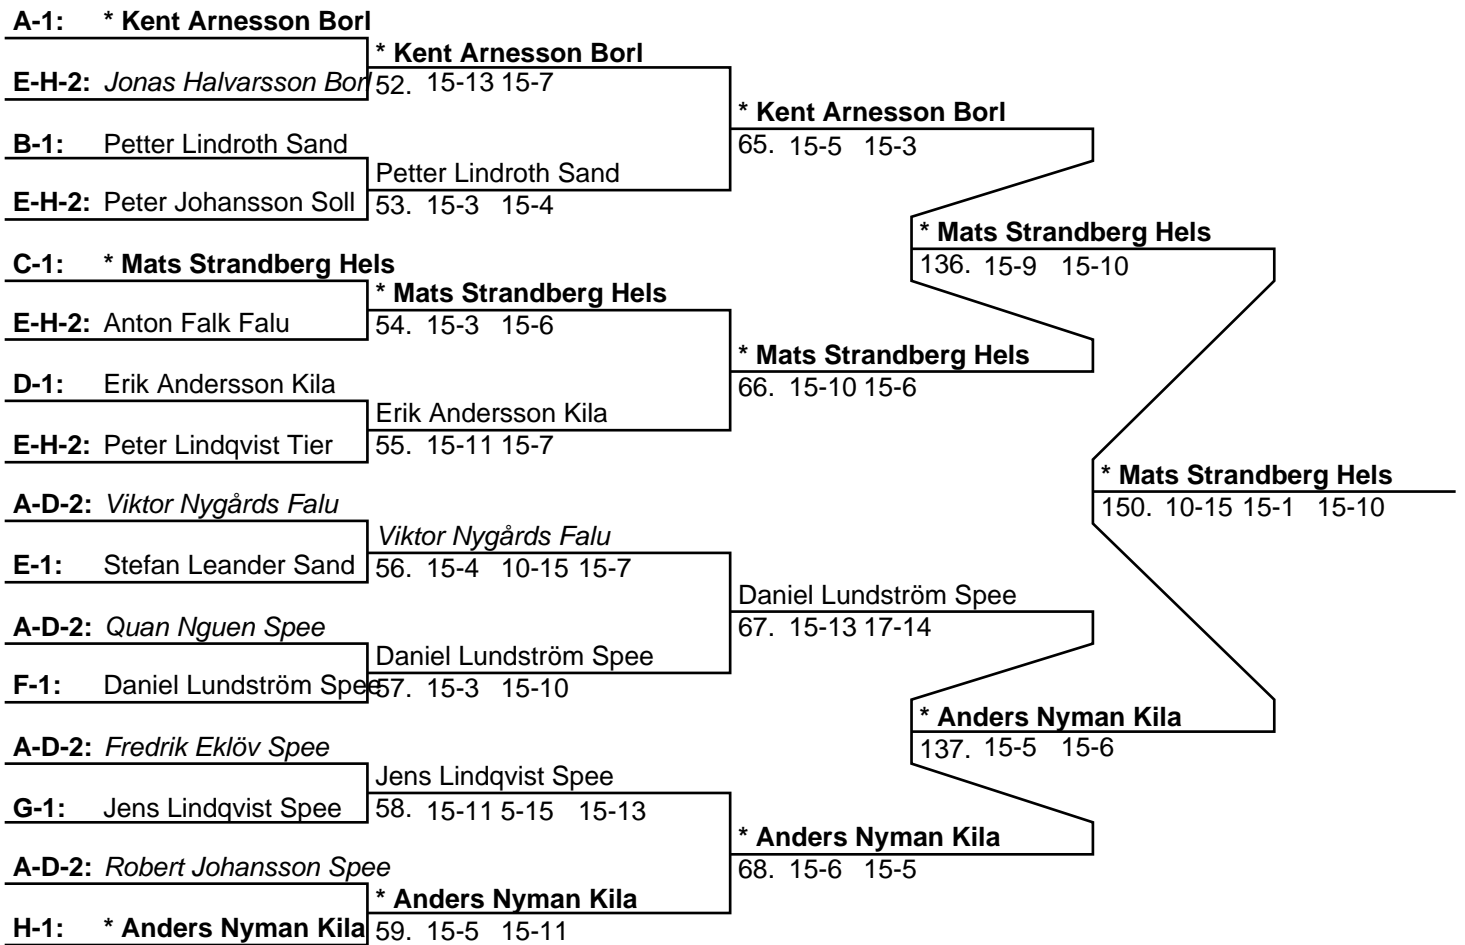 A-1: * Kent Arnesson Borl
* Kent Arnesson Borl
E-H-2: Jonas Halvarsson Borl
52. 15-13 15-7
* Kent Arnesson Borl
B-1: Petter Lindroth Sand
65. 15-5 15-3
Petter Lindroth Sand
E-H-2: Peter Johansson Soll
53. 15-3 15-4
* Mats Strandberg Hels
C-1: * Mats Strandberg Hels
136. 15-9 15-10
* Mats Strandberg Hels
E-H-2: Anton Falk Falu
54. 15-3 15-6
* Mats Strandberg Hels
D-1: Erik Andersson Kila
66. 15-10 15-6
Erik Andersson Kila
E-H-2: Peter Lindqvist Tier
55. 15-11 15-7
* Mats Strandberg Hels
A-D-2: Viktor Nygårds Falu
150. 10-15 15-1 15-10
Viktor Nygårds Falu
E-1: Stefan Leander Sand
56. 15-4 10-15 15-7
Daniel Lundström Spee
A-D-2: Quan Nguen Spee
67. 15-13 17-14
Daniel Lundström Spee
F-1: Daniel Lundström Spee
57. 15-3 15-10
* Anders Nyman Kila
A-D-2: Fredrik Eklöv Spee
137. 15-5 15-6
Jens Lindqvist Spee
G-1: Jens Lindqvist Spee
58. 15-11 5-15 15-13
* Anders Nyman Kila
A-D-2: Robert Johansson Spee
68. 15-6 15-5
* Anders Nyman Kila
H-1: * Anders Nyman Kila
59. 15-5 15-11